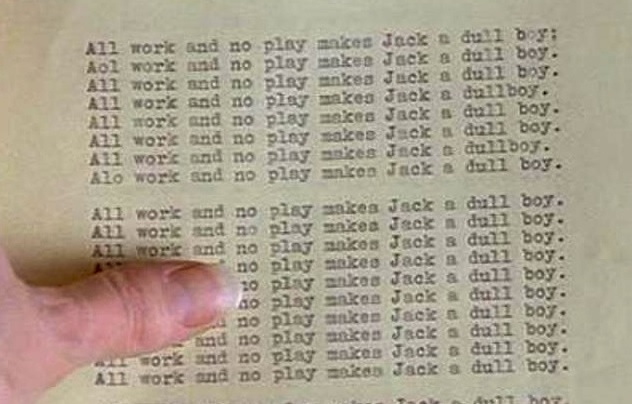 All work and no play makes Jack a dull boy;
Aol work and no play makes Jack a dull boy.
All work and no play makes Jack a dull boy.
All work and no play makes Jack a dullboy.
All work and no play makes Jack a dull boy.
All work and no play makes Jack a dull boy.
All work and no play makes Jack a dullboy.
Alo work and no play makes Jack a dull boy.
All work and no play makes Jack a dull boy.
All work and no play makes Jack a dull boy.
All work and no play makes Jack a dull boy.
All no play makes Jack a dull boy.
no play makes Jack a dull boy.
no play makes Jack a dull boy.
no play makes Jack a dull boy.
and no play makes Jack a dull boy.
All work and no play makes Jack a dull boy.
All work and no play makes Jack a dull boy.
Jack a dull boy.